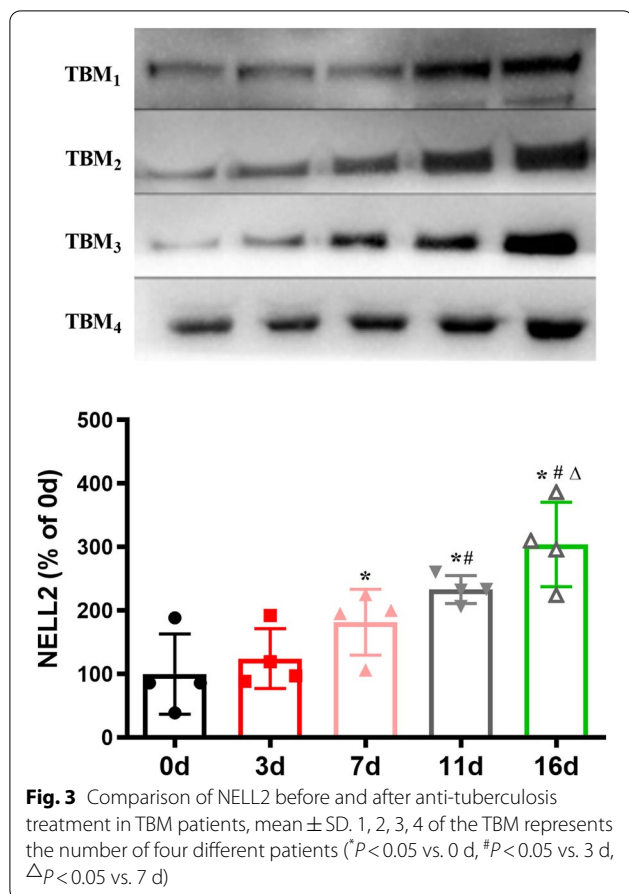 TBM₁
TBM₂
TBM₃
TBM₄
NELL2 (% of 0d)
500
400
300
200
100
0
*
*#
* # Δ
0d 3d 7d 11d 16d
Fig. 3 Comparison of NELL2 before and after anti-tuberculosis
treatment in TBM patients, mean ± SD. 1, 2, 3, 4 of the TBM represents
the number of four different patients (*P < 0.05 vs. 0 d, #P < 0.05 vs. 3 d,
△P < 0.05 vs. 7 d)